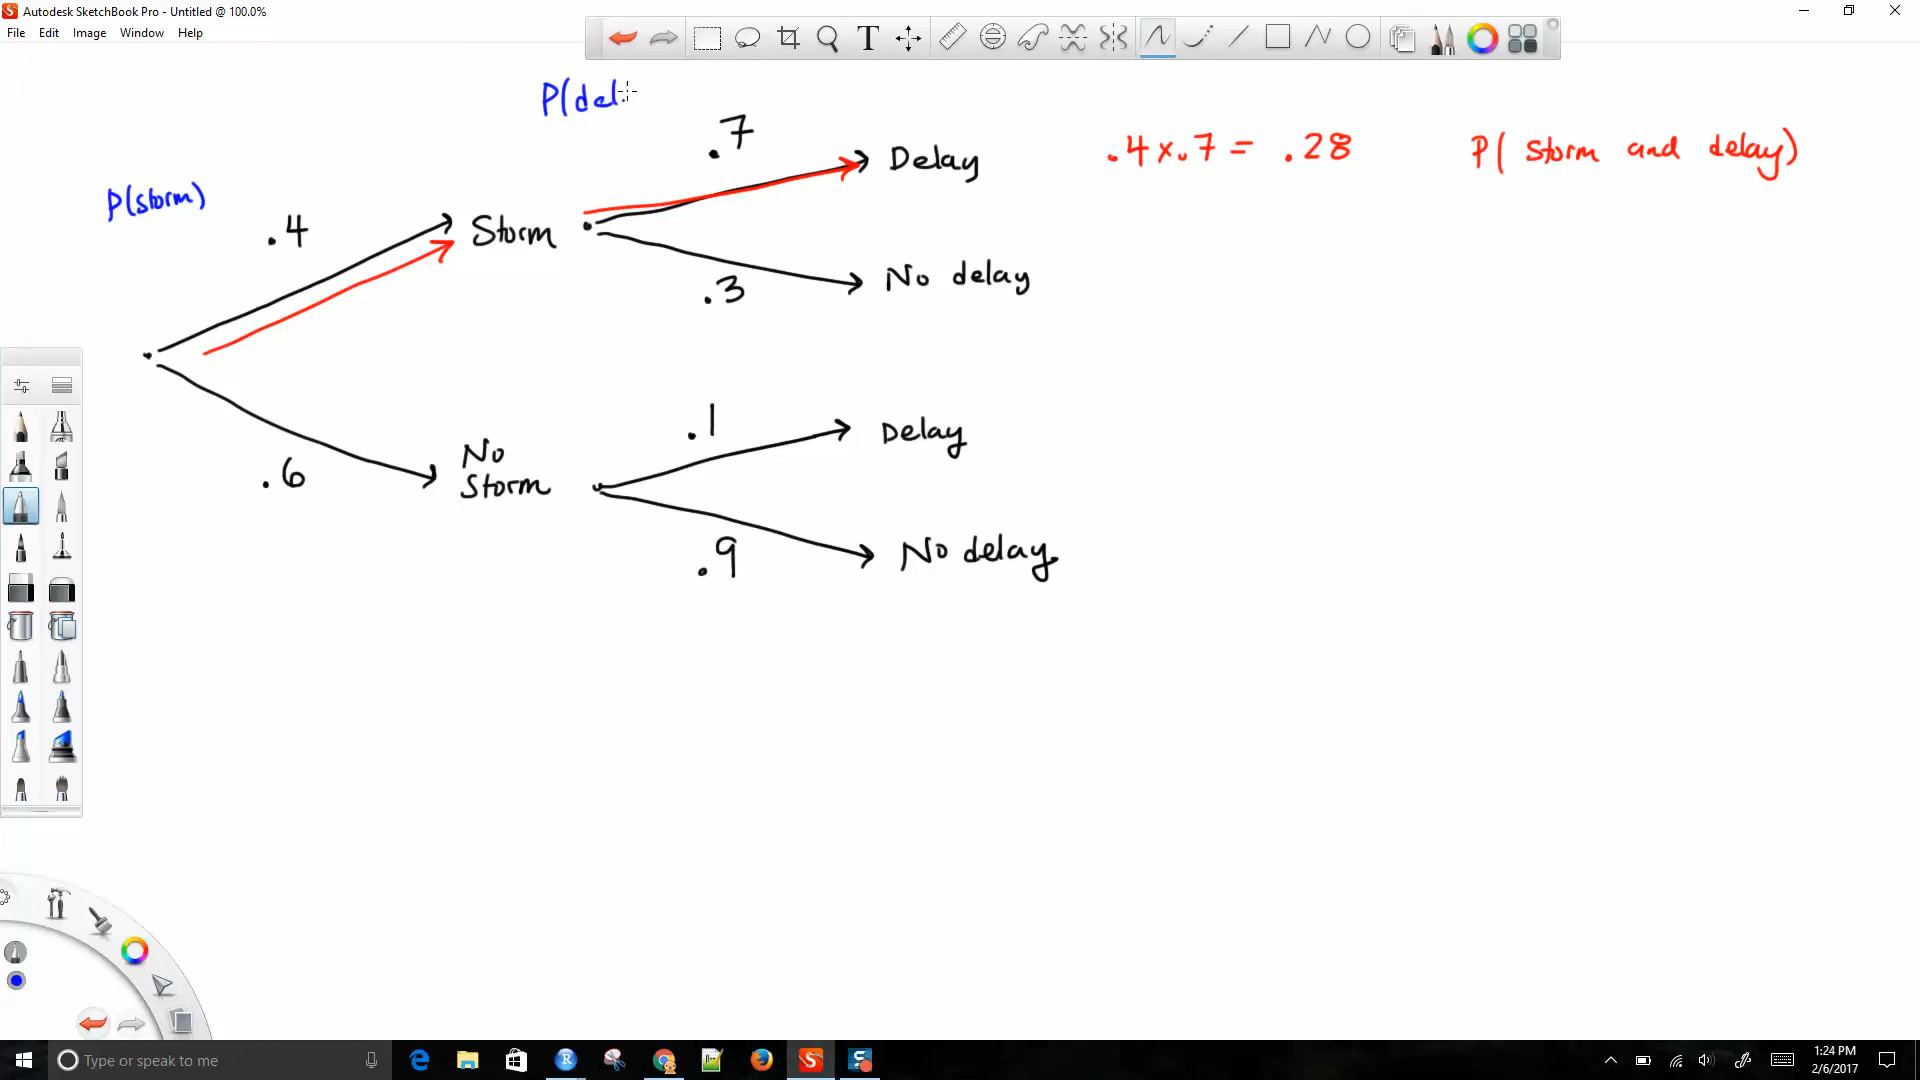 Autodesk SketchBook Pro - Untitled @ 100.0%
File Edit Image Window Help
T
P(del
.7
Delay
.4x.7 = .28
P( storm and delay)
P(storm)
.4
Storm
No delay
.3
.1
Delay
No
Storm
.6
.9
No delay
Type or speak to me
1:24 PM
2/6/2017